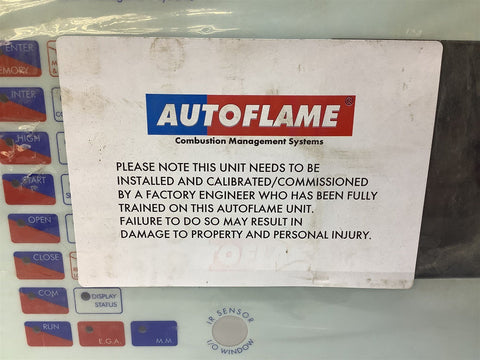 ENTER
MEMORY
INTER
HIGH
START
OPEN
CLOSE
COM
RUN
DISPLAY
STATUS
E.G.A
M.M.
IR SENSOR
I/O WINDOW
AUTOFLAME®
Combustion Management Systems
PLEASE NOTE THIS UNIT NEEDS TO BE
INSTALLED AND CALIBRATED/COMMISSIONED
BY A FACTORY ENGINEER WHO HAS BEEN FULLY
TRAINED ON THIS AUTOFLAME UNIT.
FAILURE TO DO SO MAY RESULT IN
DAMAGE TO PROPERTY AND PERSONAL INJURY.